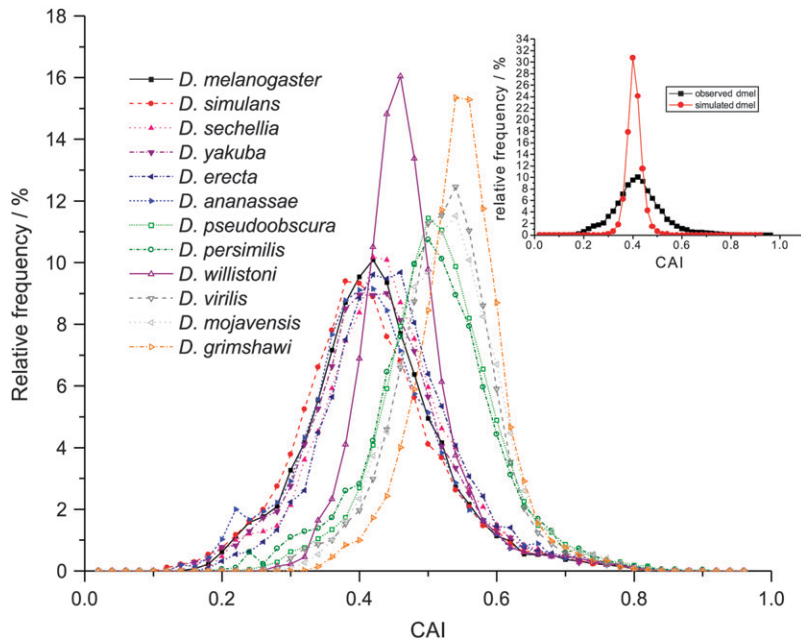 Relative frequency / %
18
16
14
12
10
8
6
4
2
0
0
0.2
0.4
0.6
0.8
1.0
CAI
D. melanogaster
D. simulans
D. sechellia
D. yakuba
D. erecta
D. ananassae
D. pseudoobscura
D. persimilis
D. willistoni
D. virilis
D. mojavensis
D. grimshawi
relative frequency / %
34
32
30
28
26
24
22
20
18
16
14
12
10
8
6
4
2
0
0.0
0.2
0.4
0.6
0.8
1.0
CAI
observed dmel
simulated dmel